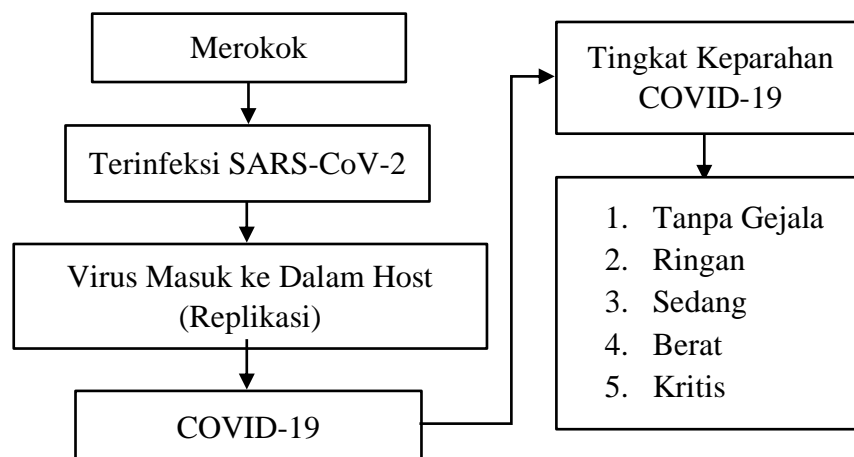 Merokok
Terinfeksi SARS-CoV-2
Virus Masuk ke Dalam Host
(Replikasi)
COVID-19
Tingkat Keparahan
COVID-19
1. Tanpa Gejala
2. Ringan
3. Sedang
4. Berat
5. Kritis